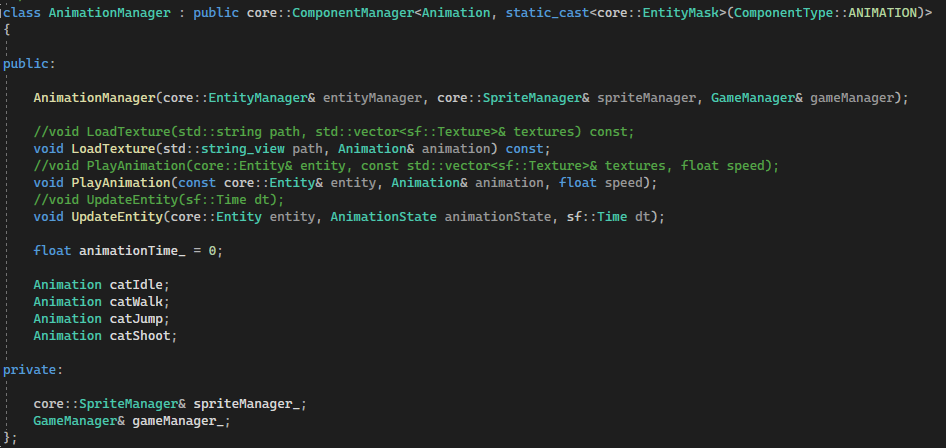 class AnimationManager : public core::ComponentManager<Animation, static_cast<core::EntityMask>(ComponentType::ANIMATION)>
{
public:
AnimationManager(core::EntityManager& entityManager, core::SpriteManager& spriteManager, GameManager& gameManager);
//void LoadTexture(std::string path, std::vector<sf::Texture>& textures) const;
void LoadTexture(std::string_view path, Animation& animation) const;
//void PlayAnimation(core::Entity& entity, const std::vector<sf::Texture>& textures, float speed);
void PlayAnimation(const core::Entity& entity, Animation& animation, float speed);
//void UpdateEntity(sf::Time dt);
void UpdateEntity(core::Entity entity, AnimationState animationState, sf::Time dt);
float animationTime_ = 0;
Animation catIdle;
Animation catWalk;
Animation catJump;
Animation catShoot;
private:
core::SpriteManager& spriteManager_;
GameManager& gameManager_;
};